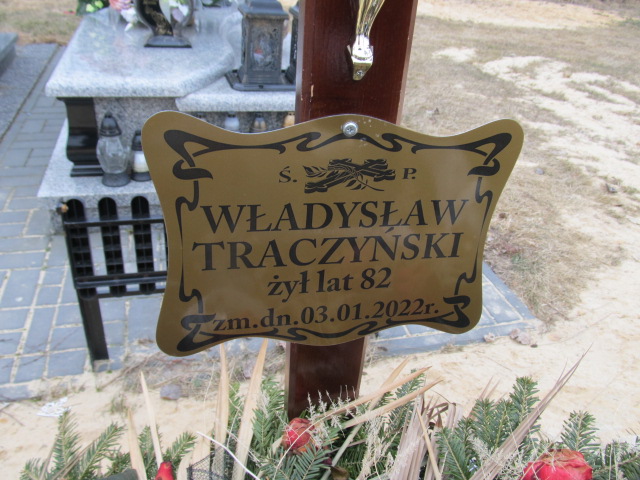 Ś. P.
WŁADYSŁAW
TRACZYŃSKI
żył lat 82
zm.dn.03.01.2022r.